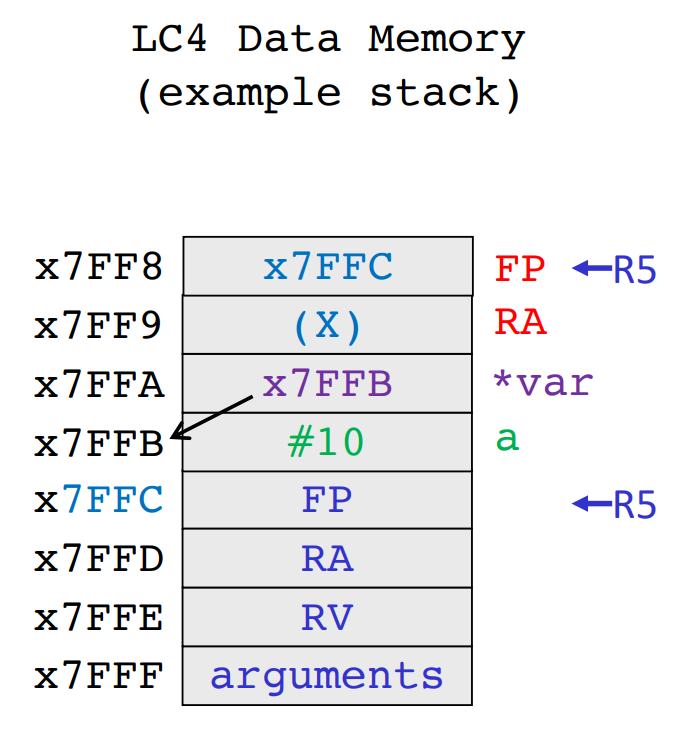 LC4 Data Memory
(example stack)
x7FF8 x7FFC FP R5
x7FF9 (X) RA
x7FFA x7FFB *var
x7FFB #10 a
x7FFC FP R5
x7FFD RA
x7FFE RV
x7FFF arguments